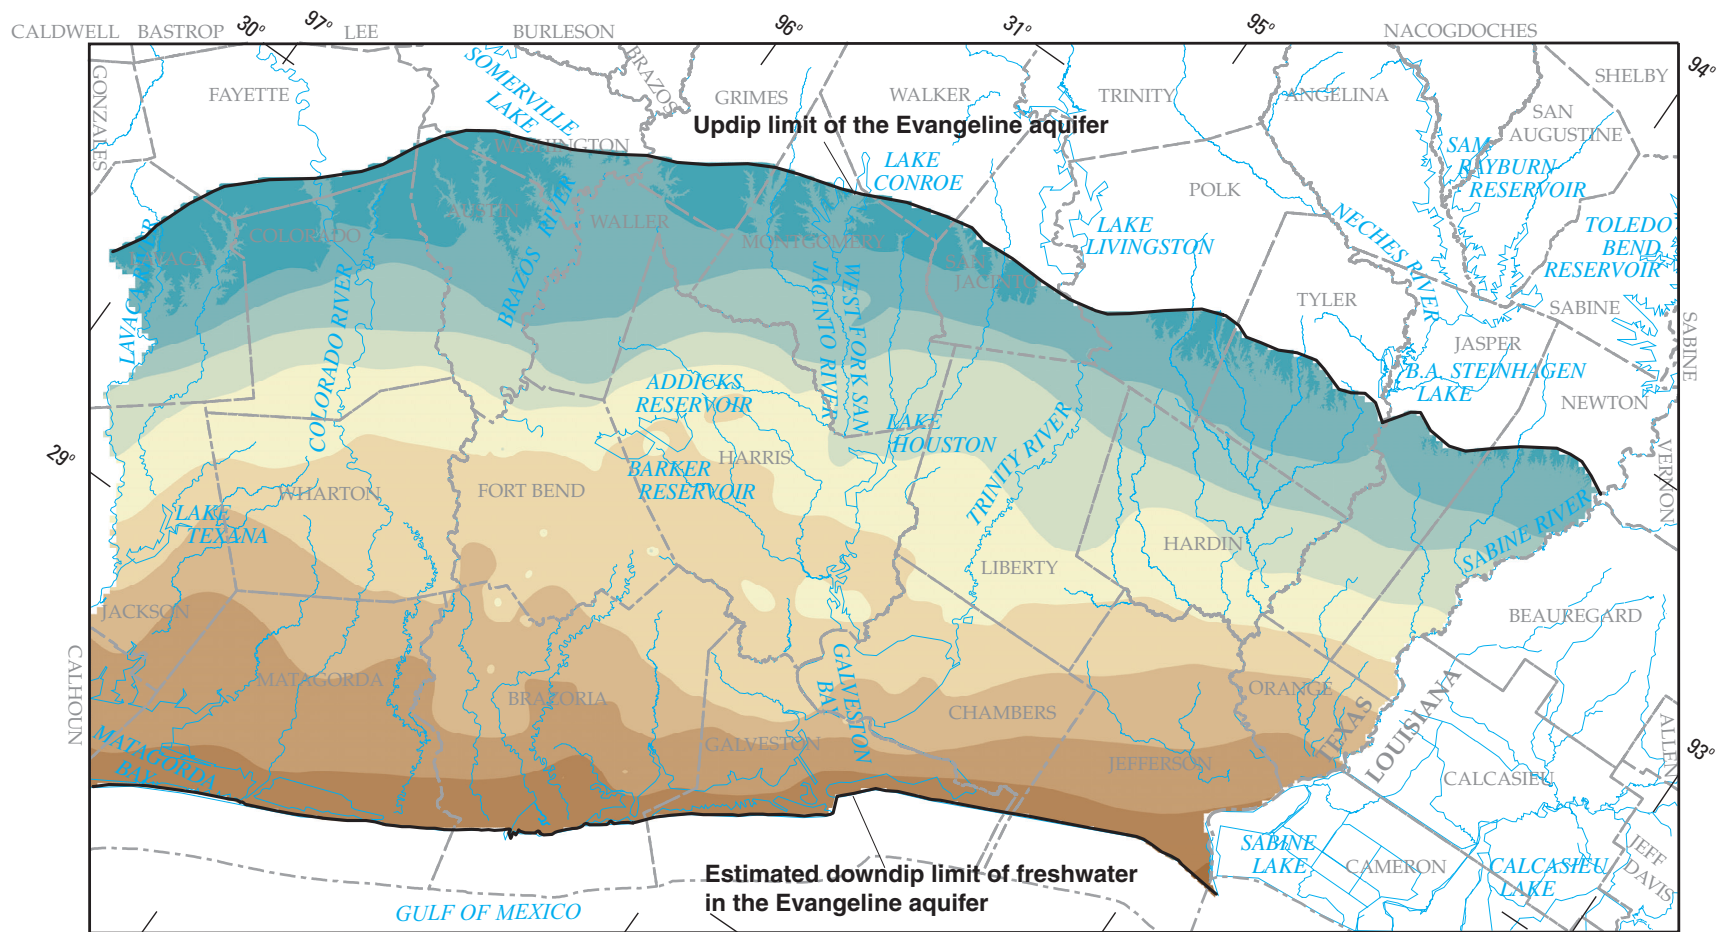 CALDWELL BASTROP 30° 97° LEE BURLESON 96° 31° 95° NACOGDOCHES
94°
GONZALES
FAYETTE
SOMERVILLE
LAKE
BRAZOS
GRIMES
WALKER
TRINITY
ANGELINA
SHELBY
SAN
AUGUSTINE
Updip limit of the Evangeline aquifer
WASHINGTON
LAKE
CONROE
SAM
RAYBURN
RESERVOIR
POLK
AUSTIN
WALLER
COLORADO
MONTGOMERY
LAVACA
LAVACA RIVER
BRAZOS RIVER
COLORADO RIVER
WEST FORK SAN
JACINTO RIVER
SAN
JACINTO
LAKE
LIVINGSTON
NECHES RIVER
TOLEDO
BEND
RESERVOIR
TYLER
SABINE
JASPER
SABINE
B.A. STEINHAGEN
LAKE
NEWTON
ADDICKS
RESERVOIR
LAKE
HOUSTON
TRINITY RIVER
29°
HARRIS
BARKER
RESERVOIR
VERNON
WHARTON
FORT BEND
LAKE
TEXANA
SABINE RIVER
HARDIN
LIBERTY
JACKSON
BEAUREGARD
CALHOUN
MATAGORDA
BRAZORIA
GALVESTON
BAY
CHAMBERS
ORANGE
TEXAS
LOUISIANA
ALLEN
93°
MATAGORDA
BAY
GALVESTON
JEFFERSON
CALCASIEU
SABINE
LAKE
CAMERON
CALCASIEU
LAKE
JEFF
DAVIS
Estimated downdip limit of freshwater
in the Evangeline aquifer
GULF OF MEXICO